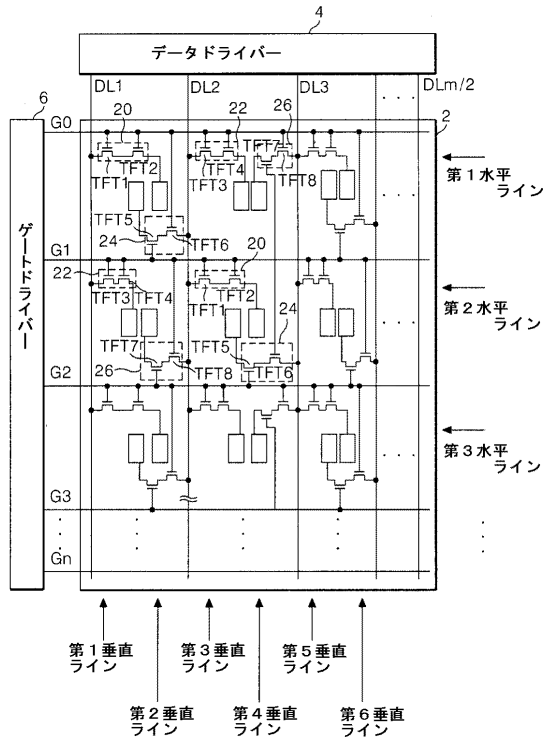 4
データドライバー
6
DL1
DL2
DL3
DLm/2
20
22
26
2
G0
TFT7
TFT2
TFT4
TFT1
TFT3
TFT8
第1水平
ライン
TFT5
24
TFT6
G1
22
20
TFT3
TFT4
TFT1
TFT2
24
第2水平
ライン
ゲートドライバー
TFT7
TFT5
26
TFT8
TFT6
G2
第3水平
ライン
G3
Gn
第1垂直
ライン
第3垂直
ライン
第5垂直
ライン
第2垂直
ライン
第4垂直
ライン
第6垂直
ライン